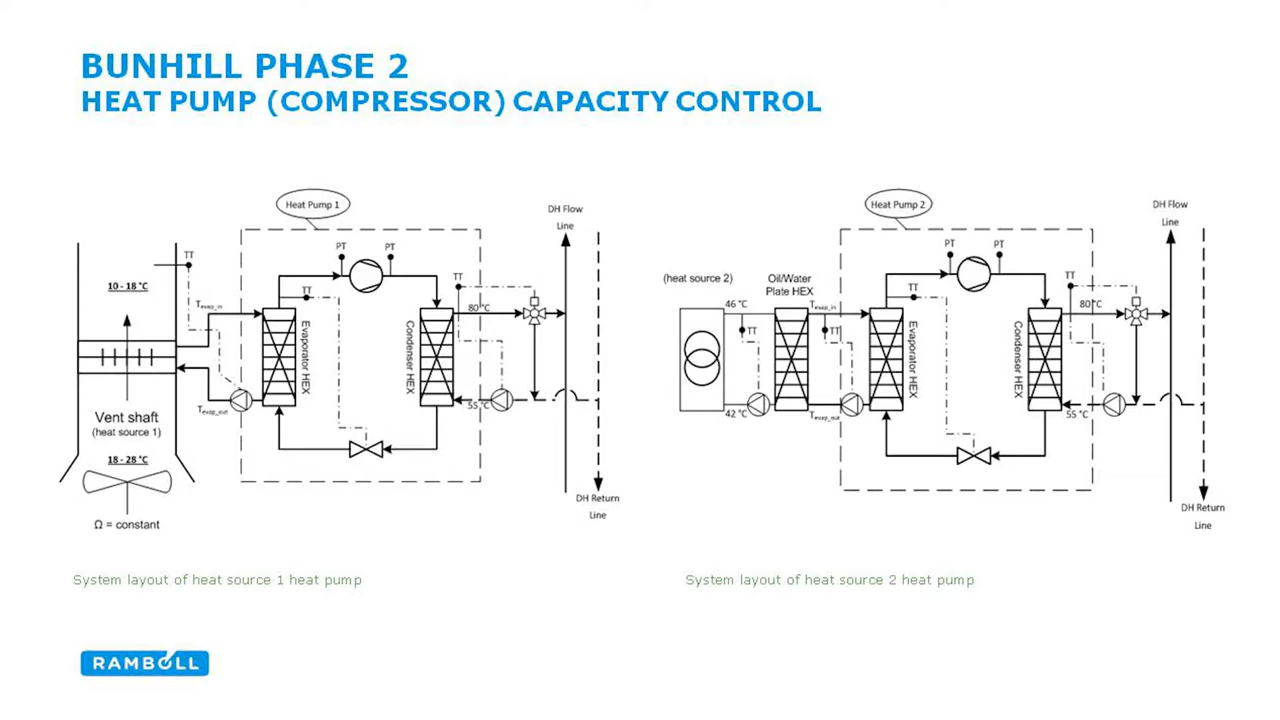 BUNHILL PHASE 2
HEAT PUMP (COMPRESSOR) CAPACITY CONTROL
Heat Pump 1
DH Flow
Line
PT
PT
TT
TT
TT
10 - 18 °C
Tevap_in
80°C
Evaporator HEX
Condenser HEX
Vent shaft
(heat source 1)
Tevap_out
55°C
18 - 28 °C
DH Return
Line
Ω = constant
System layout of heat source 1 heat pump
Heat Pump 2
DH Flow
Line
PT
PT
(heat source 2)
Oil/Water
Plate HEX
TT
TT
46 °C
Tevap_in
80°C
TT
TT
Evaporator HEX
Condenser HEX
42 °C
Tevap_out
55°C
DH Return
Line
System layout of heat source 2 heat pump
RAMBOLL